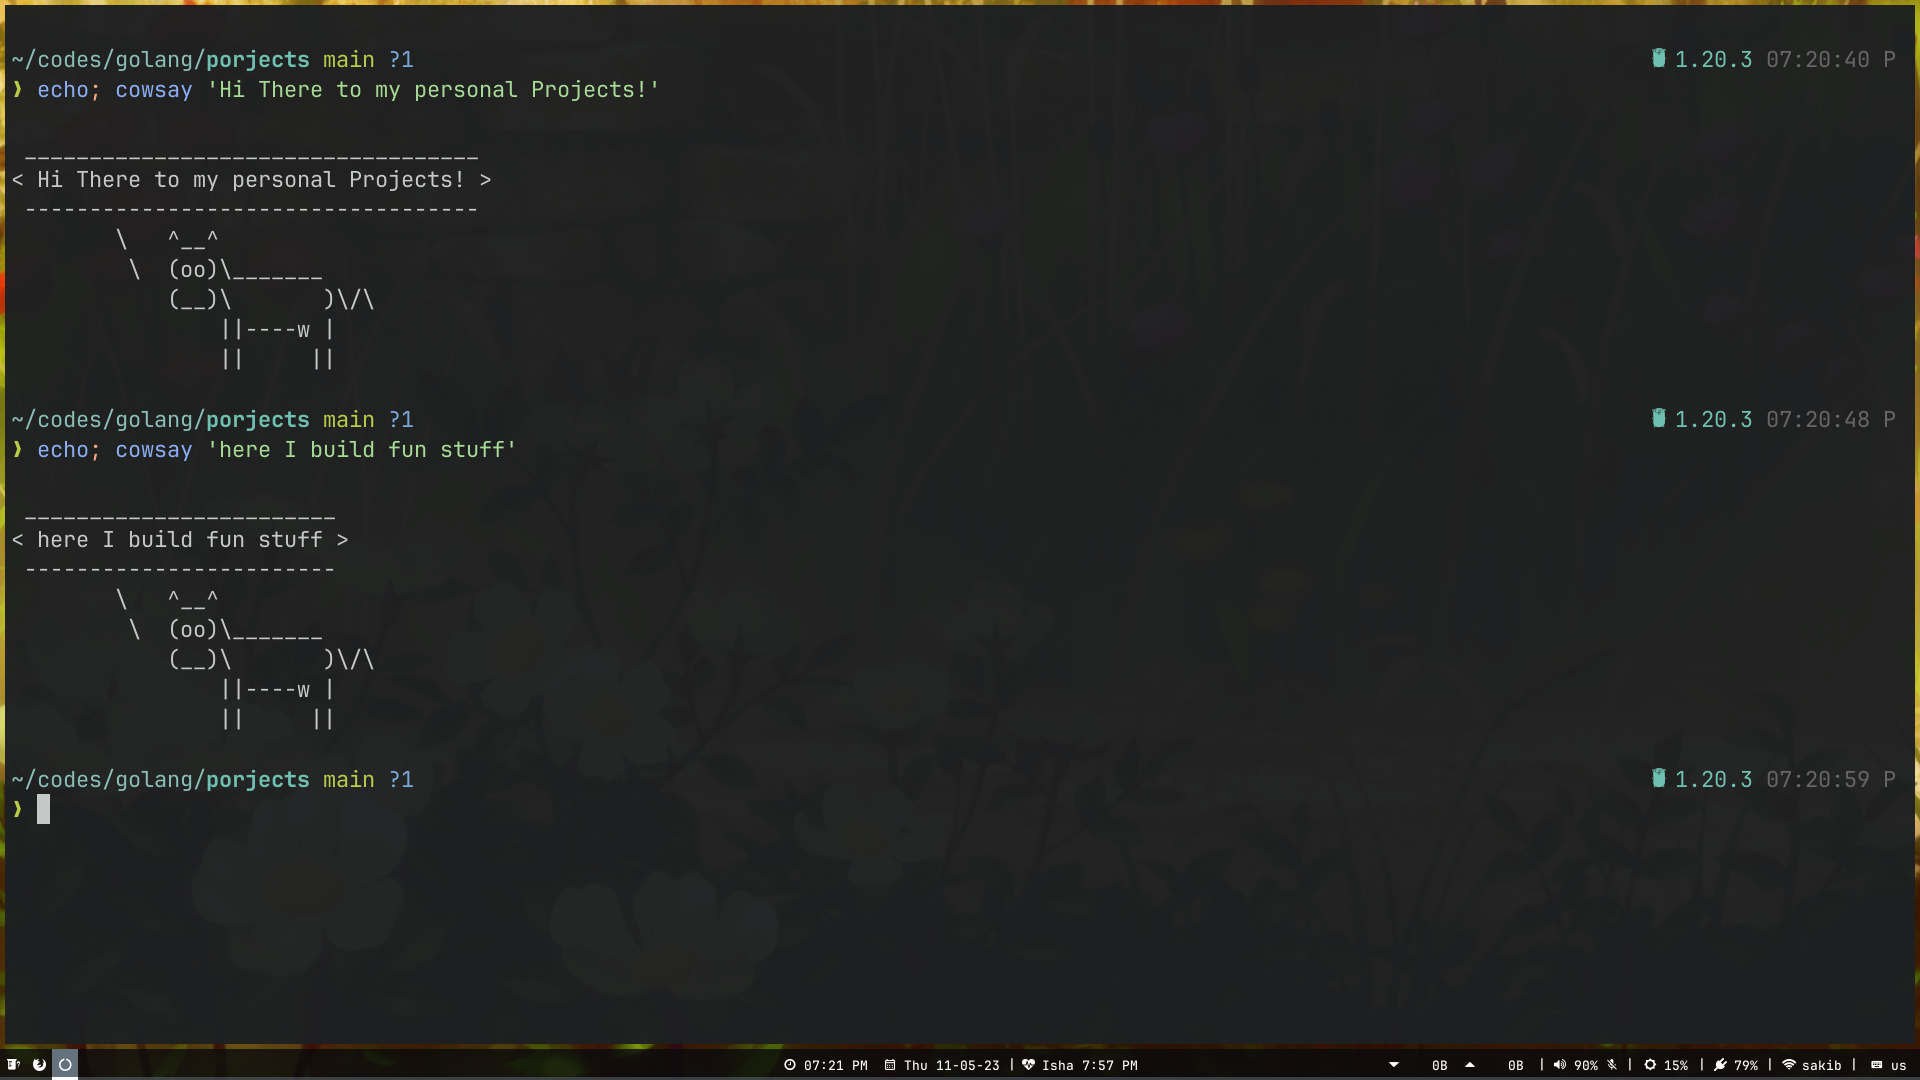 ~/codes/golang/porjects main ?1 1.20.3 07:20:40 P
❯ echo; cowsay 'Hi There to my personal Projects!'
 ___________________________________
< Hi There to my personal Projects! >
 -----------------------------------
        \   ^__^
         \  (oo)\_______
            (__)\       )\/\
                ||----w |
                ||     ||
~/codes/golang/porjects main ?1 1.20.3 07:20:48 P
❯ echo; cowsay 'here I build fun stuff'
 ________________________
< here I build fun stuff >
 ------------------------
        \   ^__^
         \  (oo)\_______
            (__)\       )\/\
                ||----w |
                ||     ||
~/codes/golang/porjects main ?1 1.20.3 07:20:59 P
❯
07:21 PM Thu 11-05-23 | Isha 7:57 PM 0B 0B | 90% | 15% | 79% | sakib | us